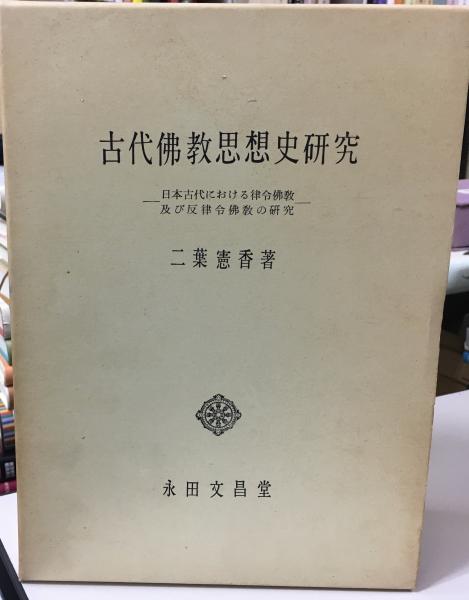 古代佛教思想史研究
──日本古代における律令佛教
及び反律令佛教の研究──
二葉憲香著
永田文昌堂